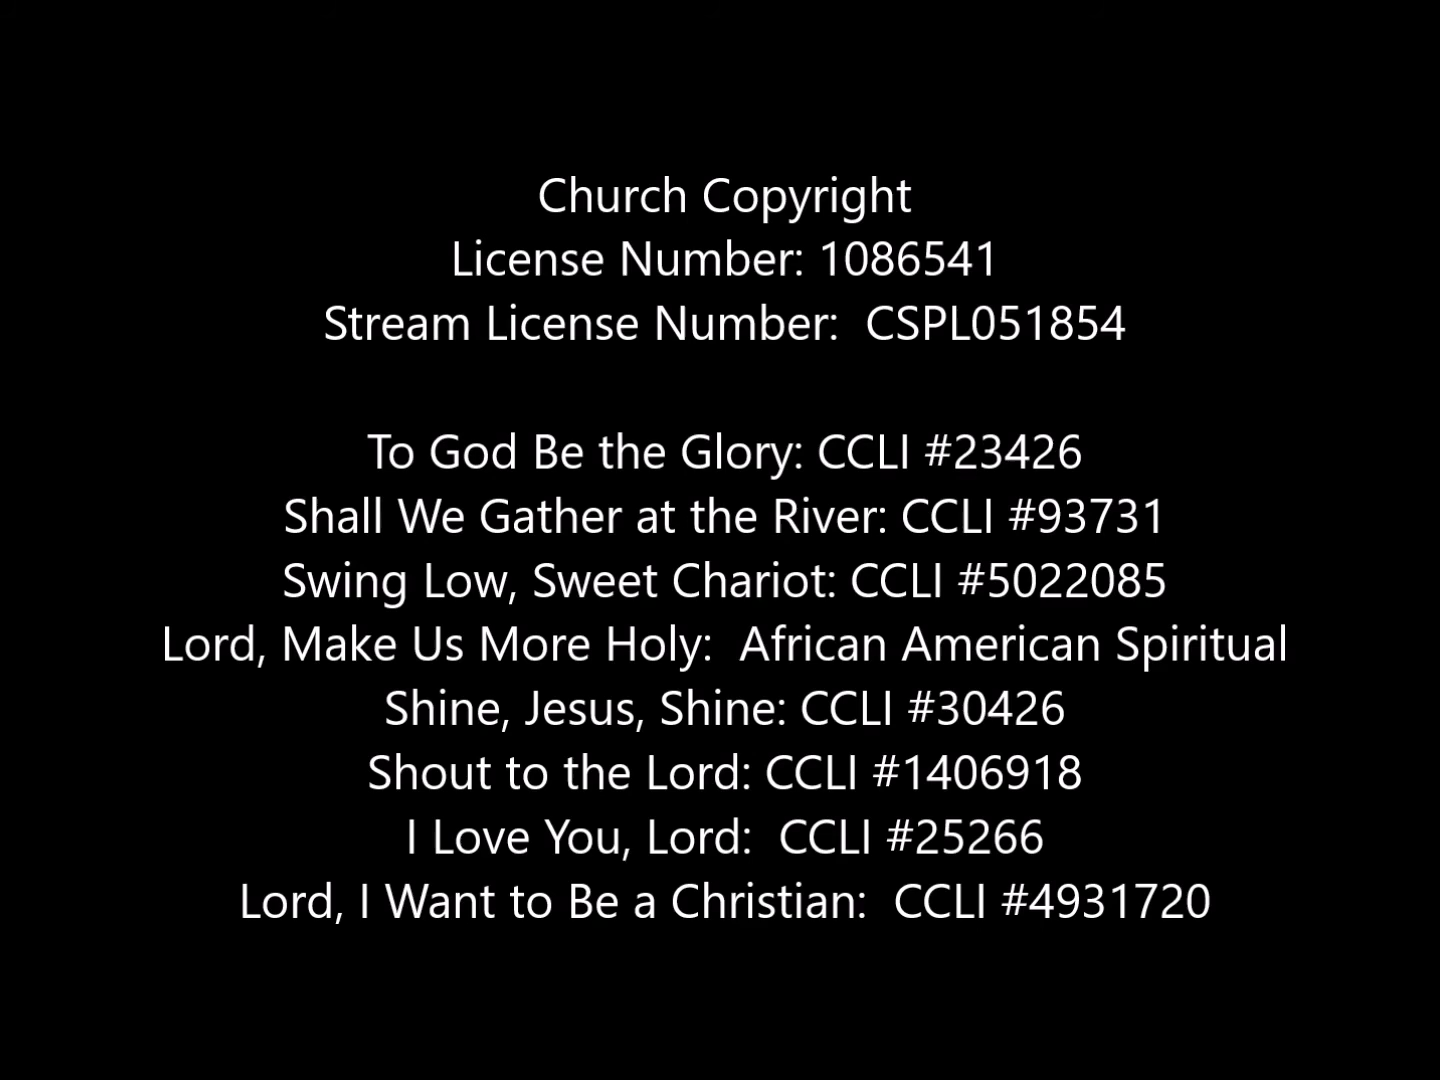 Church Copyright
License Number: 1086541
Stream License Number:  CSPL051854
To God Be the Glory: CCLI #23426
Shall We Gather at the River: CCLI #93731
Swing Low, Sweet Chariot: CCLI #5022085
Lord, Make Us More Holy:  African American Spiritual
Shine, Jesus, Shine: CCLI #30426
Shout to the Lord: CCLI #1406918
I Love You, Lord:  CCLI #25266
Lord, I Want to Be a Christian:  CCLI #4931720